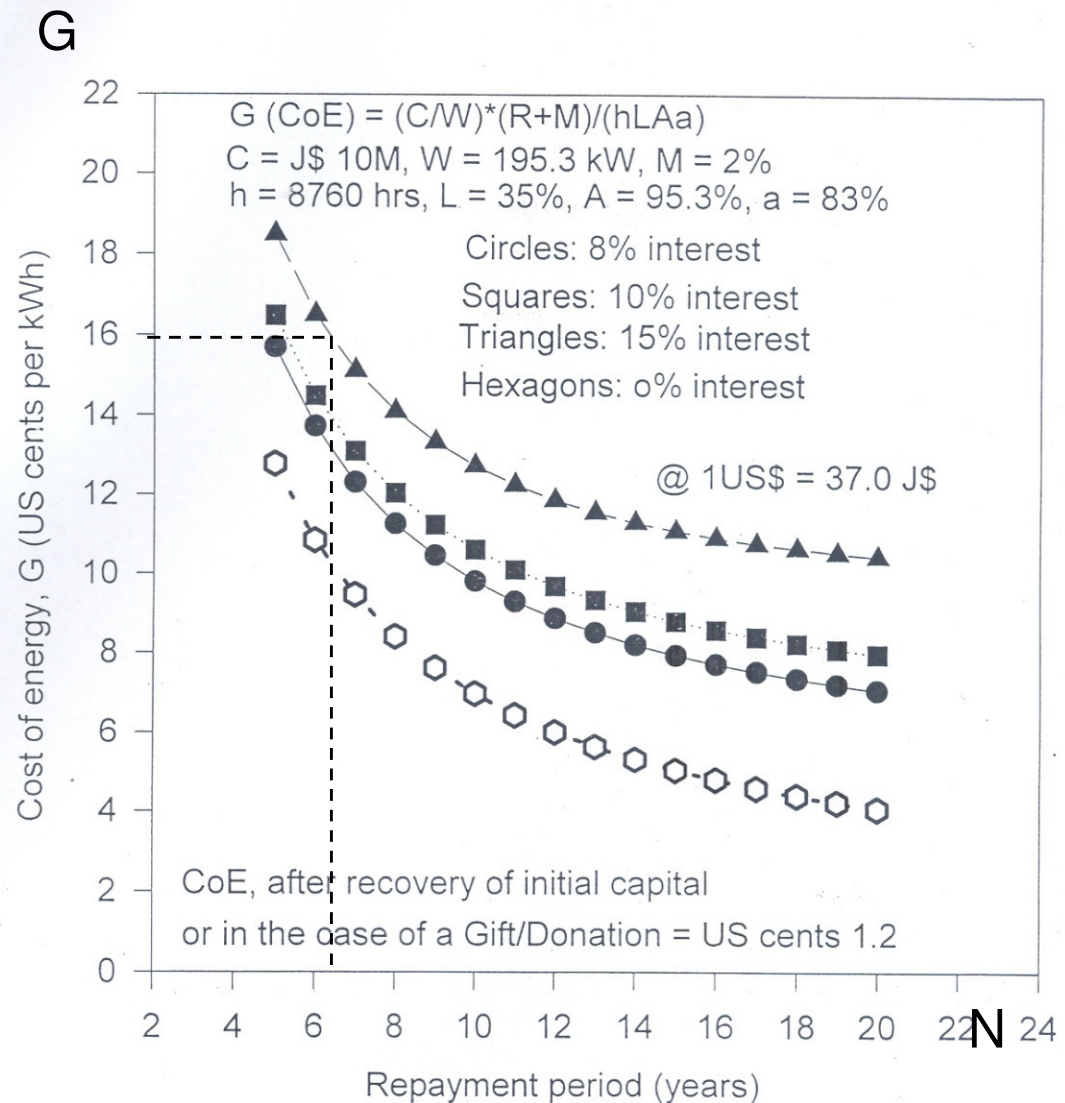 G
22
20
18
16
14
12
10
8
6
4
2
0
Cost of energy, G (US cents per kWh)
G (CoE) = (C/W)*(R+M)/(hLAa)
C = J$ 10M, W = 195.3 kW, M = 2%
h = 8760 hrs, L = 35%, A = 95.3%, a = 83%
Circles: 8% interest
Squares: 10% interest
Triangles: 15% interest
Hexagons: o% interest
@ 1US$ = 37.0 J$
CoE, after recovery of initial capital
or in the case of a Gift/Donation = US cents 1.2
2 4 6 8 10 12 14 16 18 20 22 N 24
Repayment period (years)